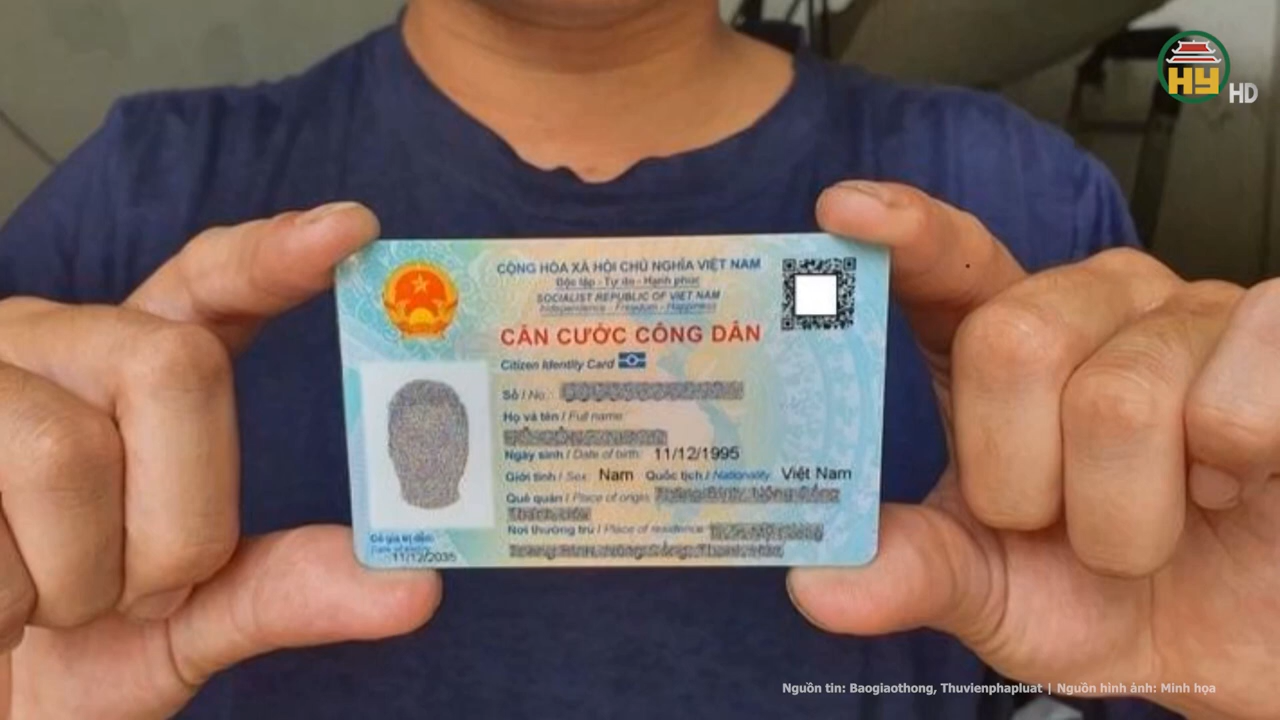 HY HD
CỘNG HÒA XÃ HỘI CHỦ NGHĨA VIỆT NAM
Độc lập - Tự do - Hạnh phúc
SOCIALIST REPUBLIC OF VIET NAM
Independence - Freedom - Happiness
CĂN CƯỚC CÔNG DÂN
Citizen Identity Card
Số / No.:
Họ và tên / Full name:
Ngày sinh / Date of birth: 11/12/1995
Giới tính / Sex: Nam Quốc tịch / Nationality: Việt Nam
Quê quán / Place of origin:
Nơi thường trú / Place of residence:
Có giá trị đến:
Date of expiry
11/12/2035
Nguồn tin: Baogiaothong, Thuvienphapluat | Nguồn hình ảnh: Minh họa